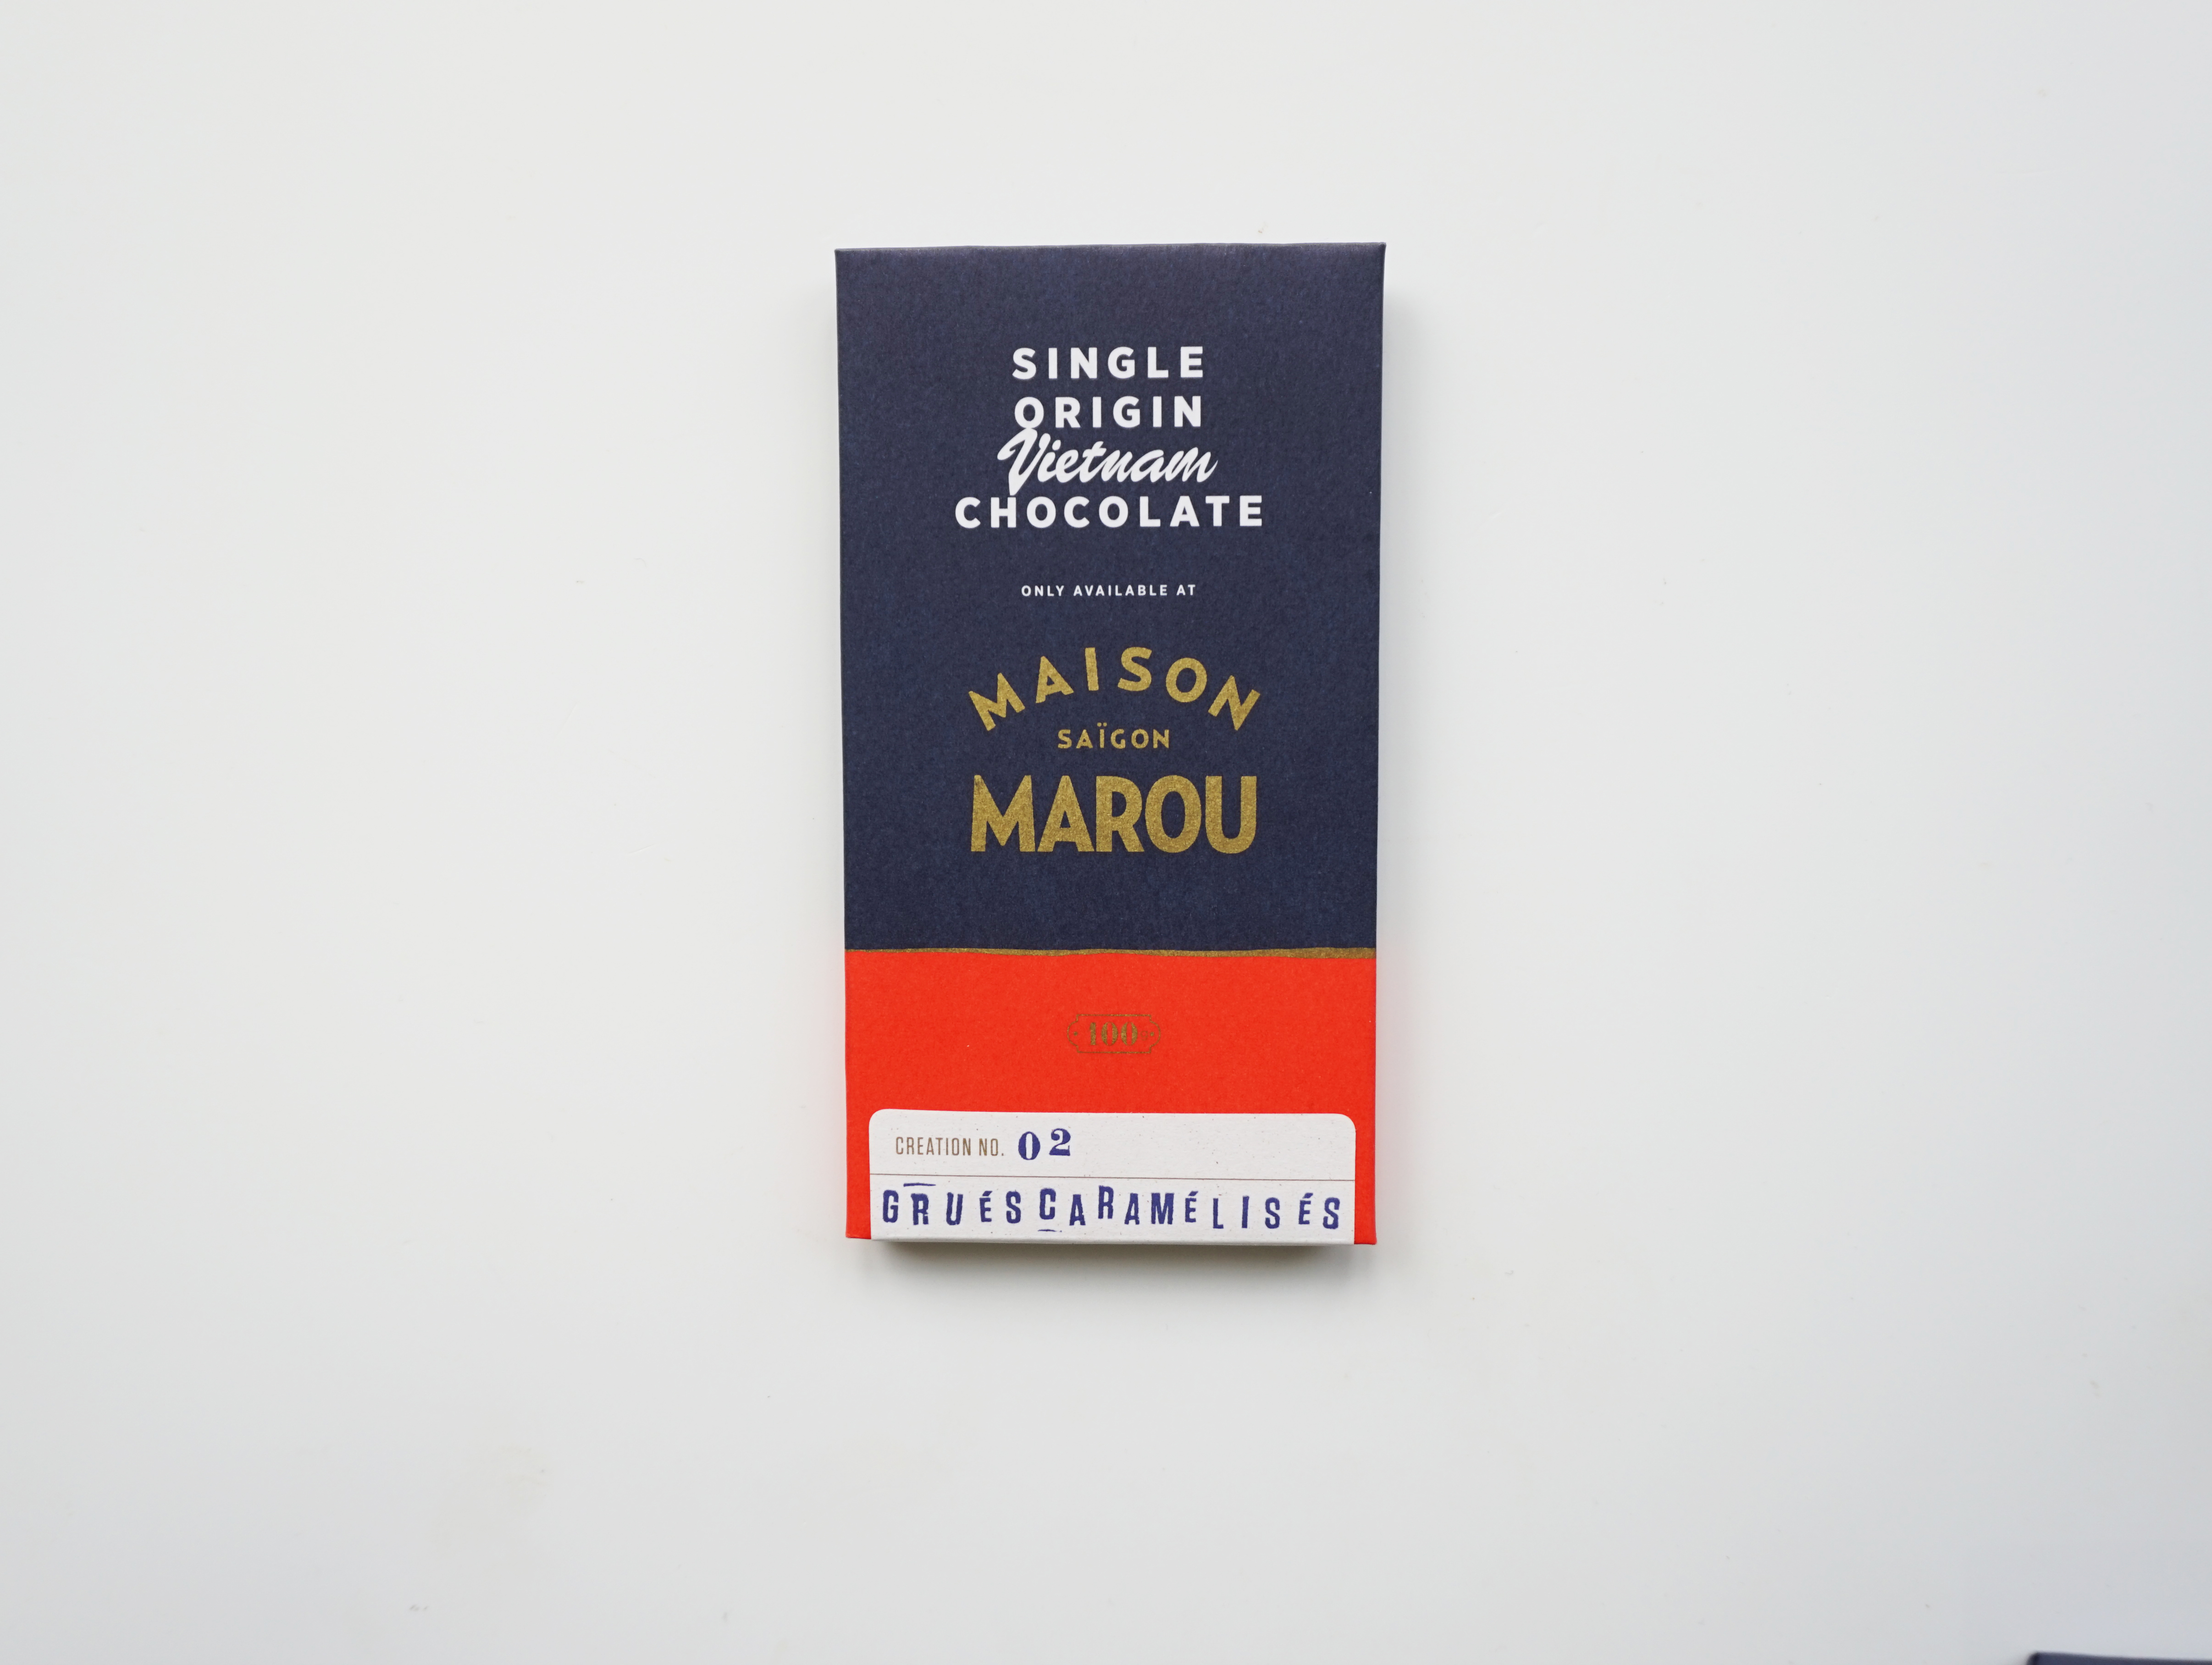 SINGLE
ORIGIN
Vietnam
CHOCOLATE
ONLY AVAILABLE AT
MAISON
SAÏGON
MAROU
100
CREATION NO. 02
GRUÉS CARAMÉLISÉS